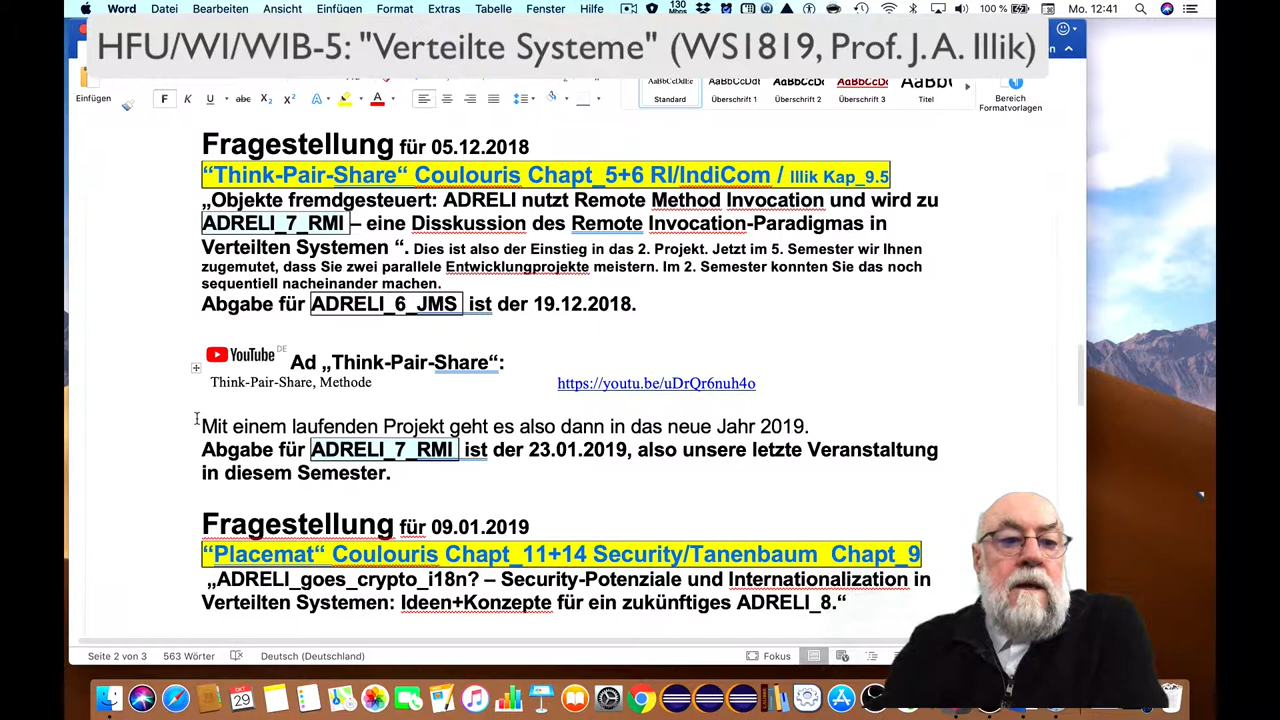 Word Datei Bearbeiten Ansicht Einfügen Format Extras Tabelle Fenster Hilfe 130 Mbps 100 % Mo. 12:41
HFU/WI/WIB-5: "Verteilte Systeme" (WS1819, Prof. J. A. Illik)
Einfügen F K U abc X2 X2 A A Standard Überschrift 1 Überschrift 2 Überschrift 3 Titel Bereich
Formatvorlagen
Fragestellung für 05.12.2018
“Think-Pair-Share“ Coulouris Chapt_5+6 RI/IndiCom / Illik Kap_9.5
„Objekte fremdgesteuert: ADRELI nutzt Remote Method Invocation und wird zu
ADRELI_7_RMI – eine Disskussion des Remote Invocation-Paradigmas in
Verteilten Systemen “. Dies ist also der Einstieg in das 2. Projekt. Jetzt im 5. Semester wir Ihnen
zugemutet, dass Sie zwei parallele Entwicklungprojekte meistern. Im 2. Semester konnten Sie das noch
sequentiell nacheinander machen.
Abgabe für ADRELI_6_JMS ist der 19.12.2018.
YouTube DE Ad „Think-Pair-Share“:
Think-Pair-Share, Methode https://youtu.be/uDrQr6nuh4o
Mit einem laufenden Projekt geht es also dann in das neue Jahr 2019.
Abgabe für ADRELI_7_RMI ist der 23.01.2019, also unsere letzte Veranstaltung
in diesem Semester.
Fragestellung für 09.01.2019
“Placemat“ Coulouris Chapt_11+14 Security/Tanenbaum Chapt_9
„ADRELI_goes_crypto_i18n? – Security-Potenziale und Internationalization in
Verteilten Systemen: Ideen+Konzepte für ein zukünftiges ADRELI_8.“
Seite 2 von 3 563 Wörter Deutsch (Deutschland) Fokus
OKT
29